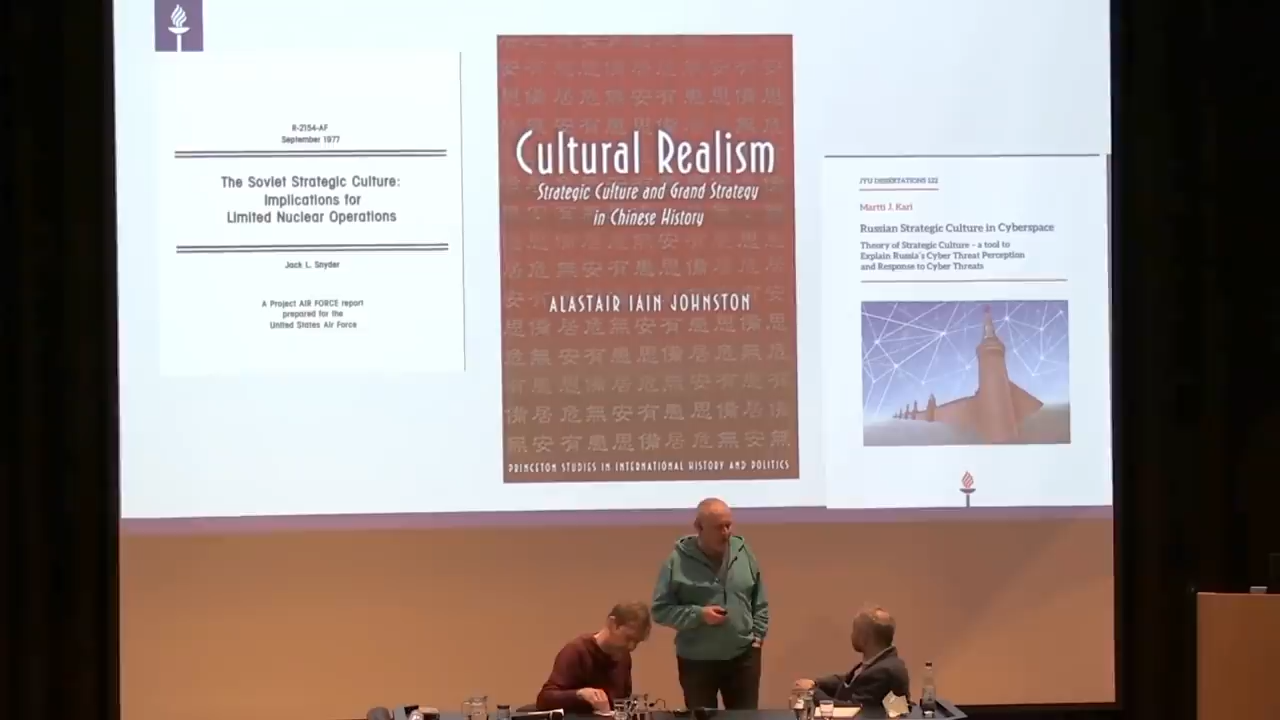 R-2154-AF
September 1977
The Soviet Strategic Culture:
Implications for
Limited Nuclear Operations
Jack L. Snyder
A Project AIR FORCE report
prepared for the
United States Air Force
Cultural Realism
Strategic Culture and Grand Strategy
in Chinese History
ALASTAIR IAIN JOHNSTON
PRINCETON STUDIES IN INTERNATIONAL HISTORY AND POLITICS
JYU DISSERTATIONS 122
Martti J. Kari
Russian Strategic Culture in Cyberspace
Theory of Strategic Culture – a tool to
Explain Russia's Cyber Threat Perception
and Response to Cyber Threats